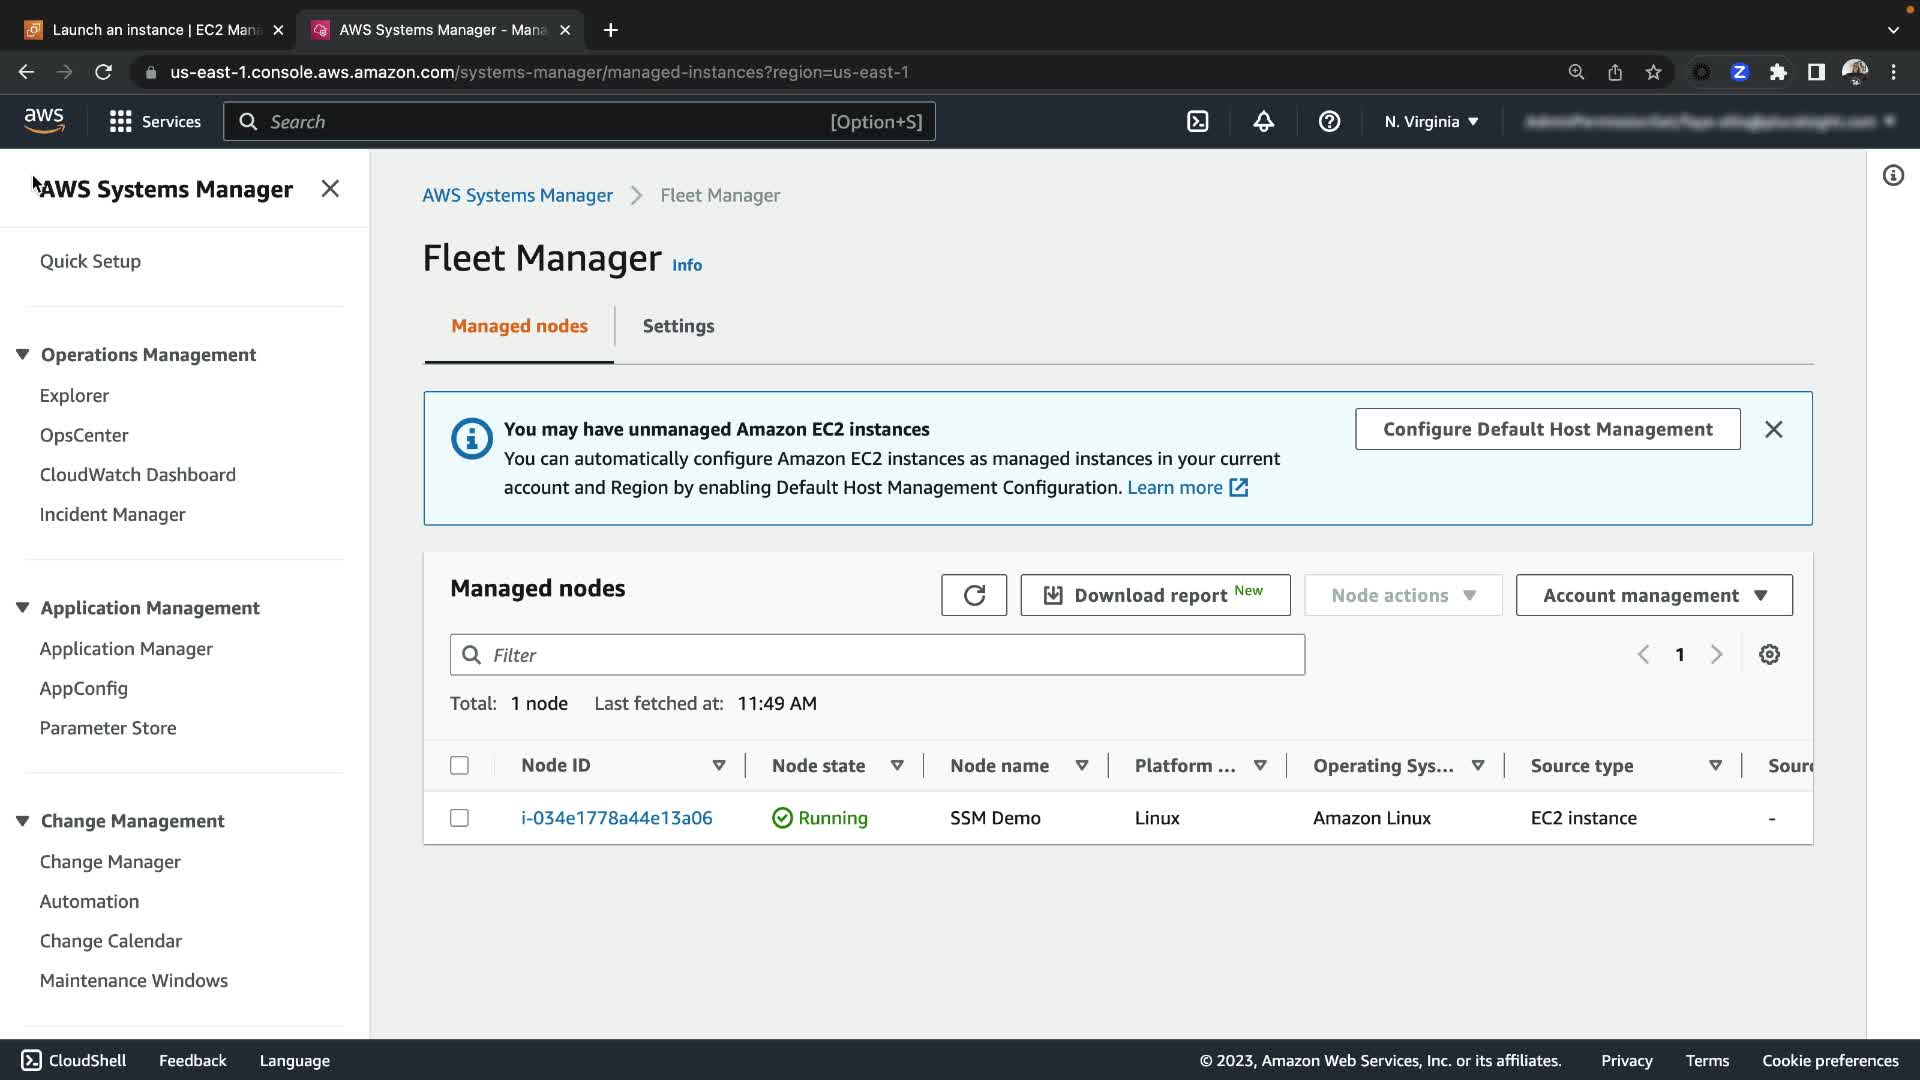 Launch an instance | EC2 Mana
AWS Systems Manager - Mana
us-east-1.console.aws.amazon.com/systems-manager/managed-instances?region=us-east-1
aws
Services
Search
[Option+S]
N. Virginia
AWS Systems Manager
Quick Setup
Operations Management
Explorer
OpsCenter
CloudWatch Dashboard
Incident Manager
Application Management
Application Manager
AppConfig
Parameter Store
Change Management
Change Manager
Automation
Change Calendar
Maintenance Windows
AWS Systems Manager > Fleet Manager
Fleet Manager Info
Managed nodes
Settings
You may have unmanaged Amazon EC2 instances
You can automatically configure Amazon EC2 instances as managed instances in your current
account and Region by enabling Default Host Management Configuration. Learn more
Configure Default Host Management
Managed nodes
Download report New
Node actions
Account management
Filter
1
Total: 1 node Last fetched at: 11:49 AM
Node ID Node state Node name Platform ... Operating Sys... Source type Sourc
i-034e1778a44e13a06 Running SSM Demo Linux Amazon Linux EC2 instance -
CloudShell Feedback Language
© 2023, Amazon Web Services, Inc. or its affiliates. Privacy Terms Cookie preferences